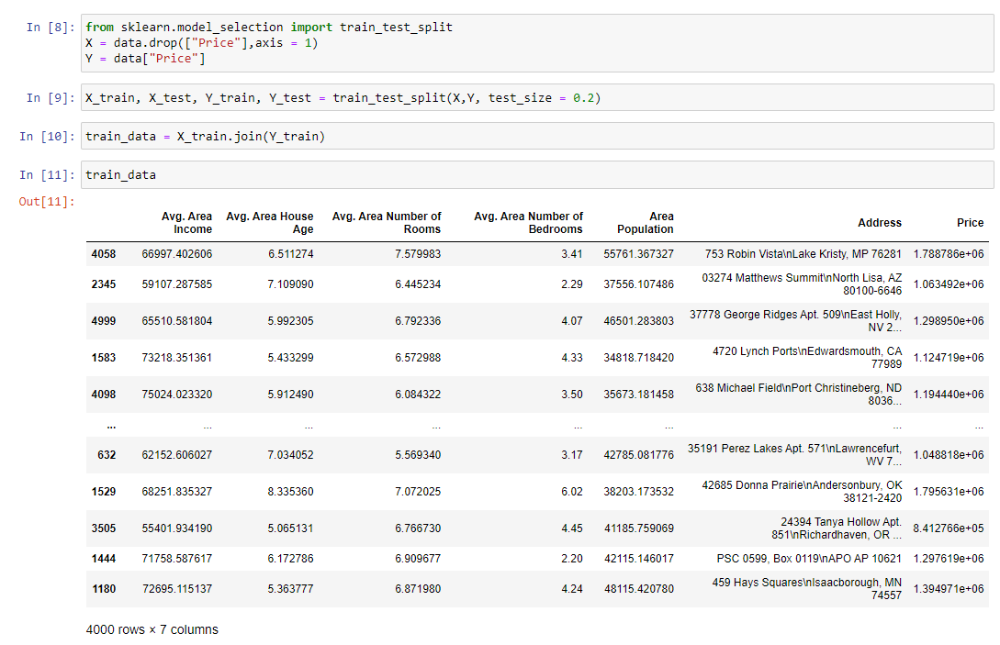 In [8]: from sklearn.model_selection import train_test_split
X = data.drop(["Price"],axis = 1)
Y = data["Price"]
In [9]: X_train, X_test, Y_train, Y_test = train_test_split(X,Y, test_size = 0.2)
In [10]: train_data = X_train.join(Y_train)
In [11]: train_data
Out[11]:
Avg. Area Income Avg. Area House Age Avg. Area Number of Rooms Avg. Area Number of Bedrooms Area Population Address Price
4058 66997.402606 6.511274 7.579983 3.41 55761.367327 753 Robin Vista\nLake Kristy, MP 76281 1.788786e+06
2345 59107.287585 7.109090 6.445234 2.29 37556.107486 03274 Matthews Summit\nNorth Lisa, AZ 80100-6646 1.063492e+06
4999 65510.581804 5.992305 6.792336 4.07 46501.283803 37778 George Ridges Apt. 509\nEast Holly, NV 2... 1.298950e+06
1583 73218.351361 5.433299 6.572988 4.33 34818.718420 4720 Lynch Ports\nEdwardsmouth, CA 77989 1.124719e+06
4098 75024.023320 5.912490 6.084322 3.50 35673.181458 638 Michael Field\nPort Christineberg, ND 8036... 1.194440e+06
... ... ... ... ... ... ... ...
632 62152.606027 7.034052 5.569340 3.17 42785.081776 35191 Perez Lakes Apt. 571\nLawrencefurt, WV 7... 1.048818e+06
1529 68251.835327 8.335360 7.072025 6.02 38203.173532 42685 Donna Prairie\nAndersonbury, OK 38121-2420 1.795631e+06
3505 55401.934190 5.065131 6.766730 4.45 41185.759069 24394 Tanya Hollow Apt. 851\nRichardhaven, OR ... 8.412766e+05
1444 71758.587617 6.172786 6.909677 2.20 42115.146017 PSC 0599, Box 0119\nAPO AP 10621 1.297619e+06
1180 72695.115137 5.363777 6.871980 4.24 48115.420780 459 Hays Squares\nIsaacborough, MN 74557 1.394971e+06
4000 rows × 7 columns